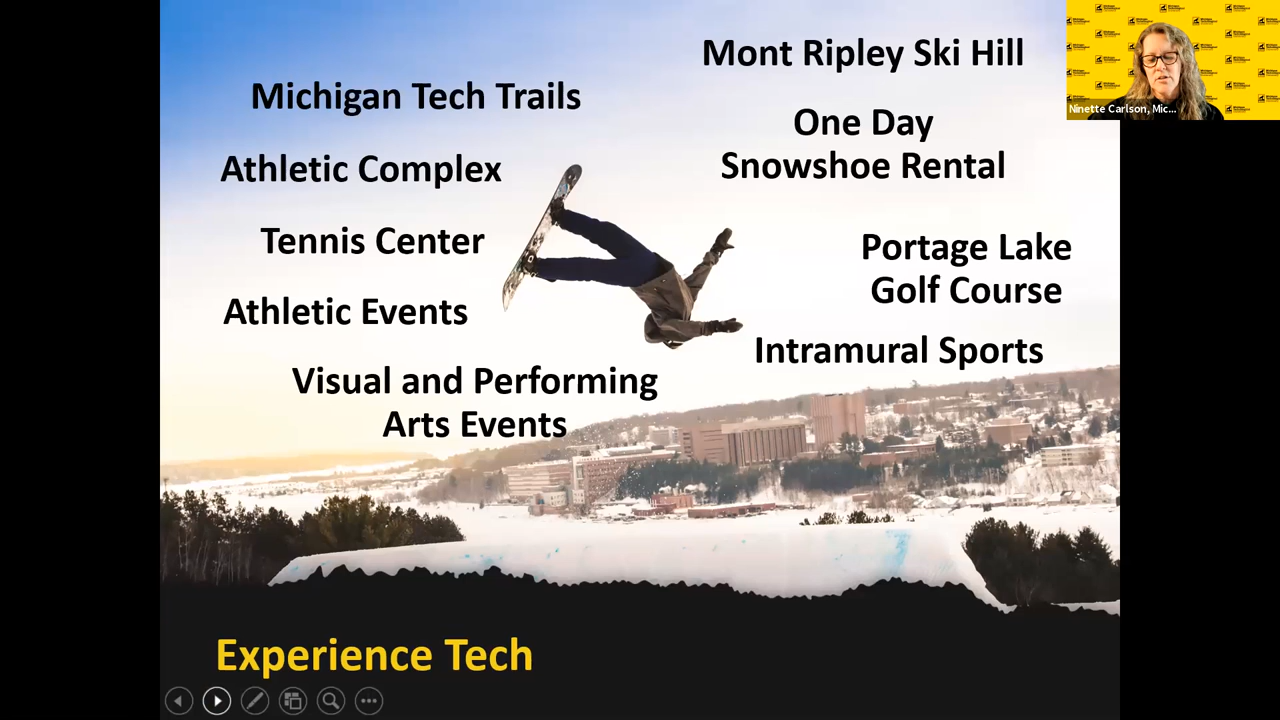 Michigan Tech Trails
Athletic Complex
Tennis Center
Athletic Events
Visual and Performing
Arts Events
Mont Ripley Ski Hill
One Day
Snowshoe Rental
Portage Lake
Golf Course
Intramural Sports
Experience Tech
Ninette Carlson, Mic...